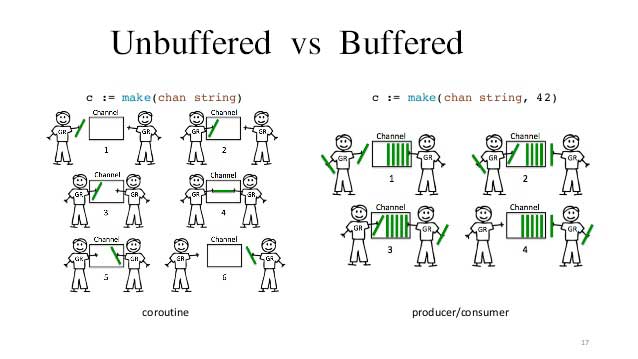 Unbuffered vs Buffered
c := make(chan string)
Channel
GR
GR
1
Channel
GR
GR
2
Channel
GR
GR
3
Channel
GR
GR
4
Channel
GR
GR
5
Channel
GR
GR
6
coroutine
c := make(chan string, 42)
Channel
GR
GR
1
Channel
GR
GR
2
Channel
GR
GR
3
Channel
GR
GR
4
producer/consumer
17